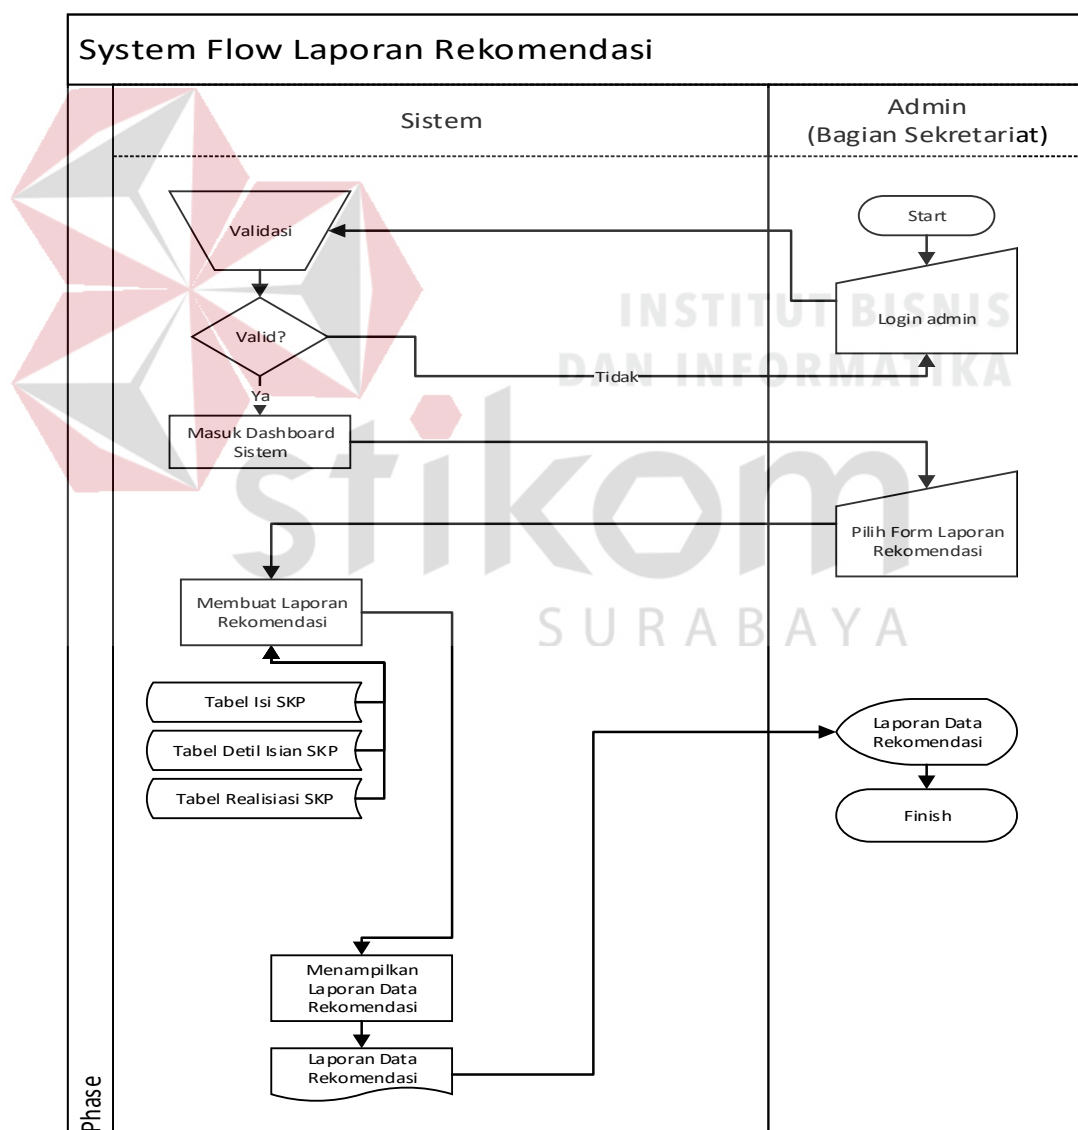 System Flow Laporan Rekomendasi
Sistem
Admin
(Bagian Sekretariat)
Start
Validasi
Login admin
Valid?
Tidak
Ya
Masuk Dashboard
Sistem
Pilih Form Laporan
Rekomendasi
Membuat Laporan
Rekomendasi
Tabel Isi SKP
Tabel Detil Isian SKP
Tabel Realisiasi SKP
Laporan Data
Rekomendasi
Finish
Menampilkan
Laporan Data
Rekomendasi
Laporan Data
Rekomendasi
Phase
INSTITUT BISNIS
DAN INFORMATIKA
stikom
SURABAYA